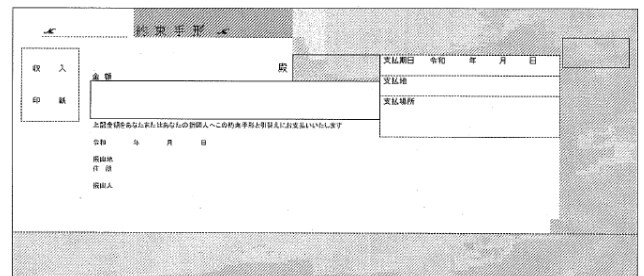 約束手形
収入
印紙
殿
金額
支払期日 令和 年 月 日
支払地
支払場所
上記金額をあなたまたはあなたの指図人へこの約束手形と引替えにお支払いいたします
令和 年 月 日
振出地
住所
振出人